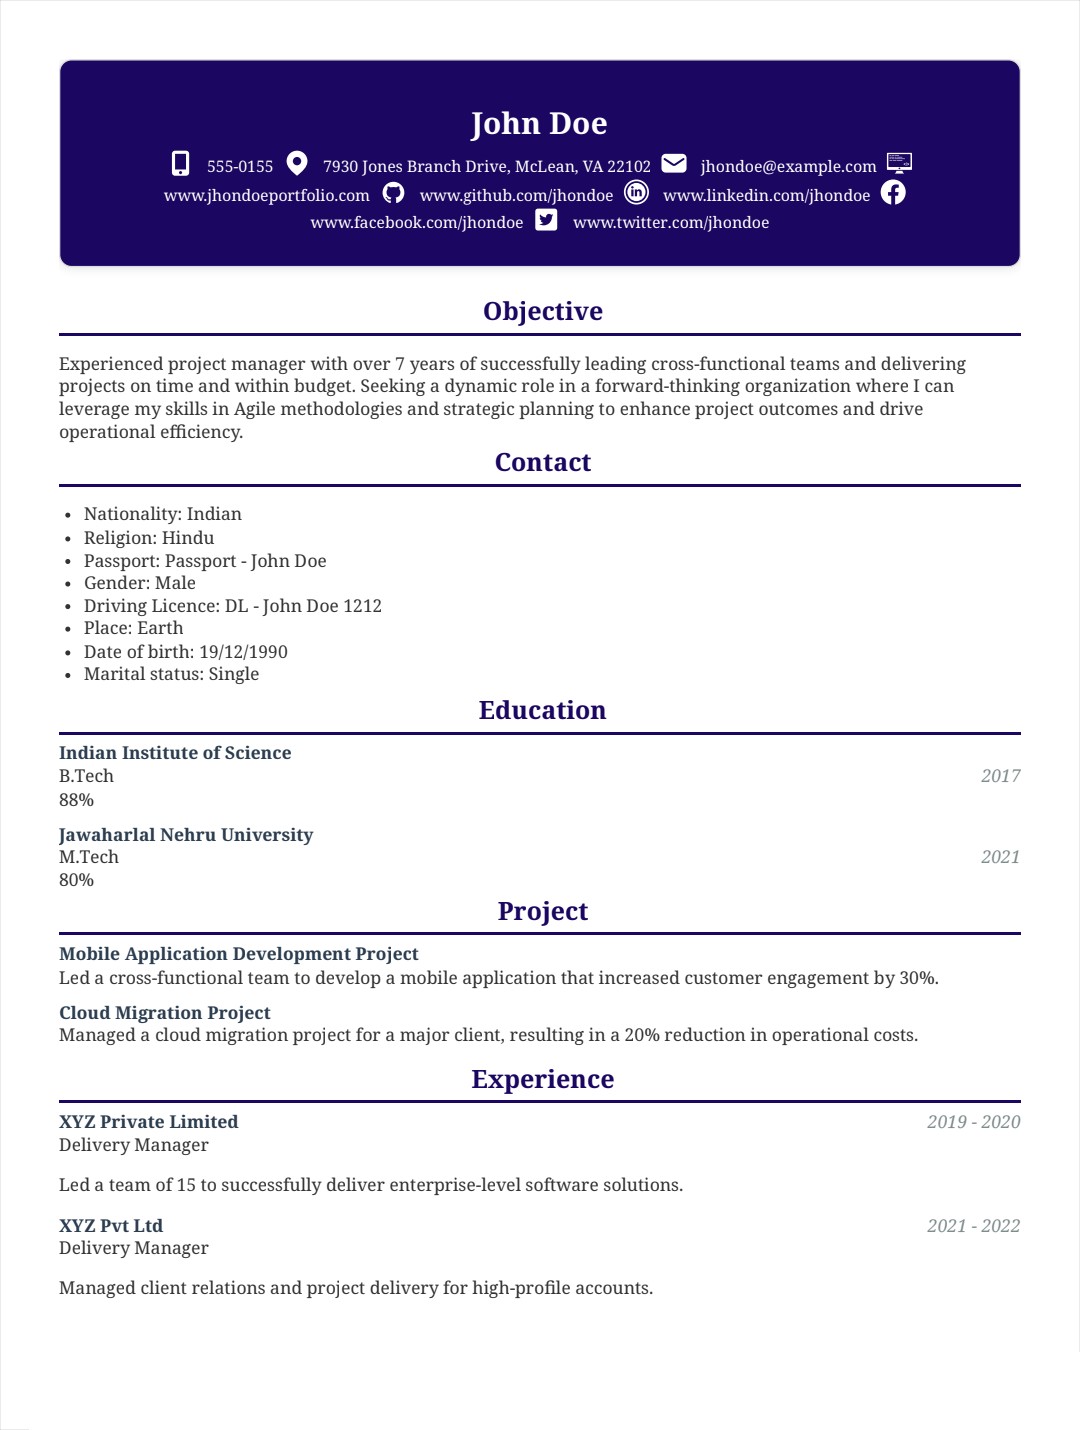 John Doe
555-0155 7930 Jones Branch Drive, McLean, VA 22102 jhondoe@example.com
www.jhondoeportfolio.com www.github.com/jhondoe www.linkedin.com/jhondoe
www.facebook.com/jhondoe www.twitter.com/jhondoe
Objective
Experienced project manager with over 7 years of successfully leading cross-functional teams and delivering
projects on time and within budget. Seeking a dynamic role in a forward-thinking organization where I can
leverage my skills in Agile methodologies and strategic planning to enhance project outcomes and drive
operational efficiency.
Contact
• Nationality: Indian
• Religion: Hindu
• Passport: Passport - John Doe
• Gender: Male
• Driving Licence: DL - John Doe 1212
• Place: Earth
• Date of birth: 19/12/1990
• Marital status: Single
Education
Indian Institute of Science
B.Tech 2017
88%
Jawaharlal Nehru University
M.Tech 2021
80%
Project
Mobile Application Development Project
Led a cross-functional team to develop a mobile application that increased customer engagement by 30%.
Cloud Migration Project
Managed a cloud migration project for a major client, resulting in a 20% reduction in operational costs.
Experience
XYZ Private Limited 2019 - 2020
Delivery Manager
Led a team of 15 to successfully deliver enterprise-level software solutions.
XYZ Pvt Ltd 2021 - 2022
Delivery Manager
Managed client relations and project delivery for high-profile accounts.